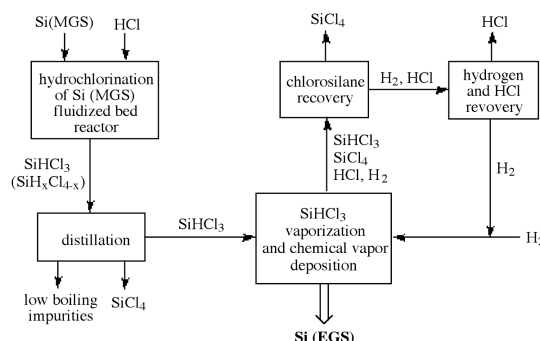 Si(MGS)
HCl
SiCl4
HCl
hydrochlorination
of Si (MGS)
fluidized bed
reactor
chlorosilane
recovery
H2, HCl
hydrogen
and HCl
revovery
SiHCl3
(SiHxCl4-x)
SiHCl3
SiCl4
HCl, H2
H2
distillation
SiHCl3
SiHCl3
vaporization
and chemical vapor
deposition
H2
low boiling
impurities
SiCl4
Si (EGS)